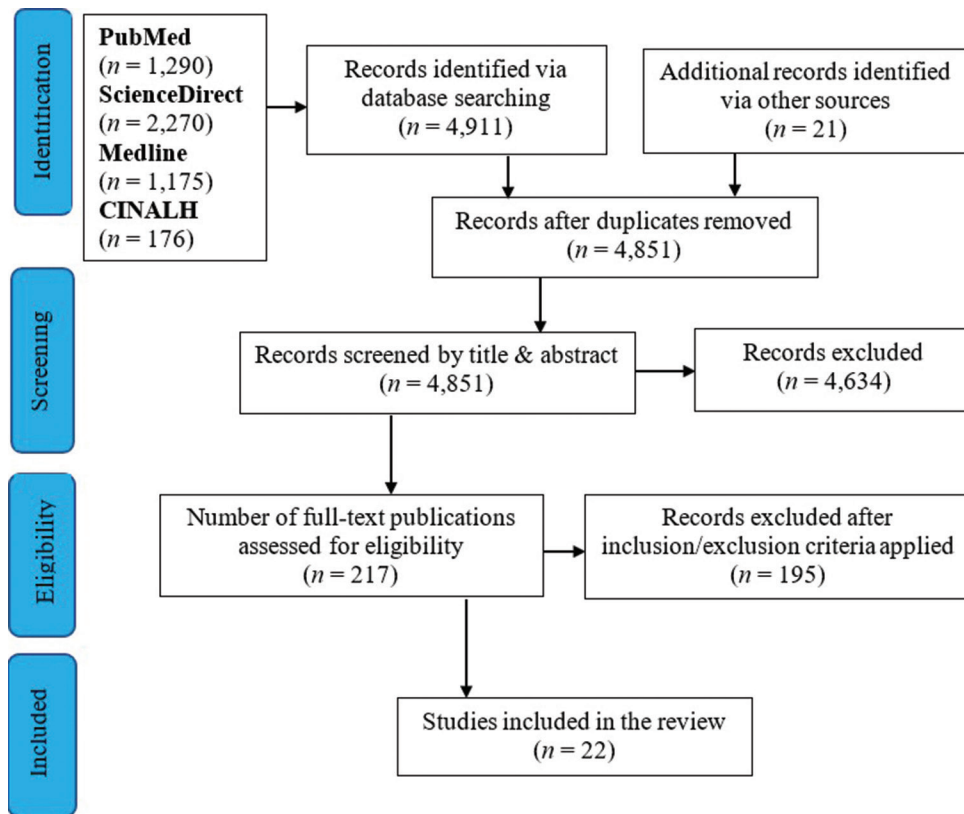 Identification
PubMed
(n = 1,290)
ScienceDirect
(n = 2,270)
Medline
(n = 1,175)
CINALH
(n = 176)
Records identified via
database searching
(n = 4,911)
Additional records identified
via other sources
(n = 21)
Records after duplicates removed
(n = 4,851)
Screening
Records screened by title & abstract
(n = 4,851)
Records excluded
(n = 4,634)
Eligibility
Number of full-text publications
assessed for eligibility
(n = 217)
Records excluded after
inclusion/exclusion criteria applied
(n = 195)
Included
Studies included in the review
(n = 22)